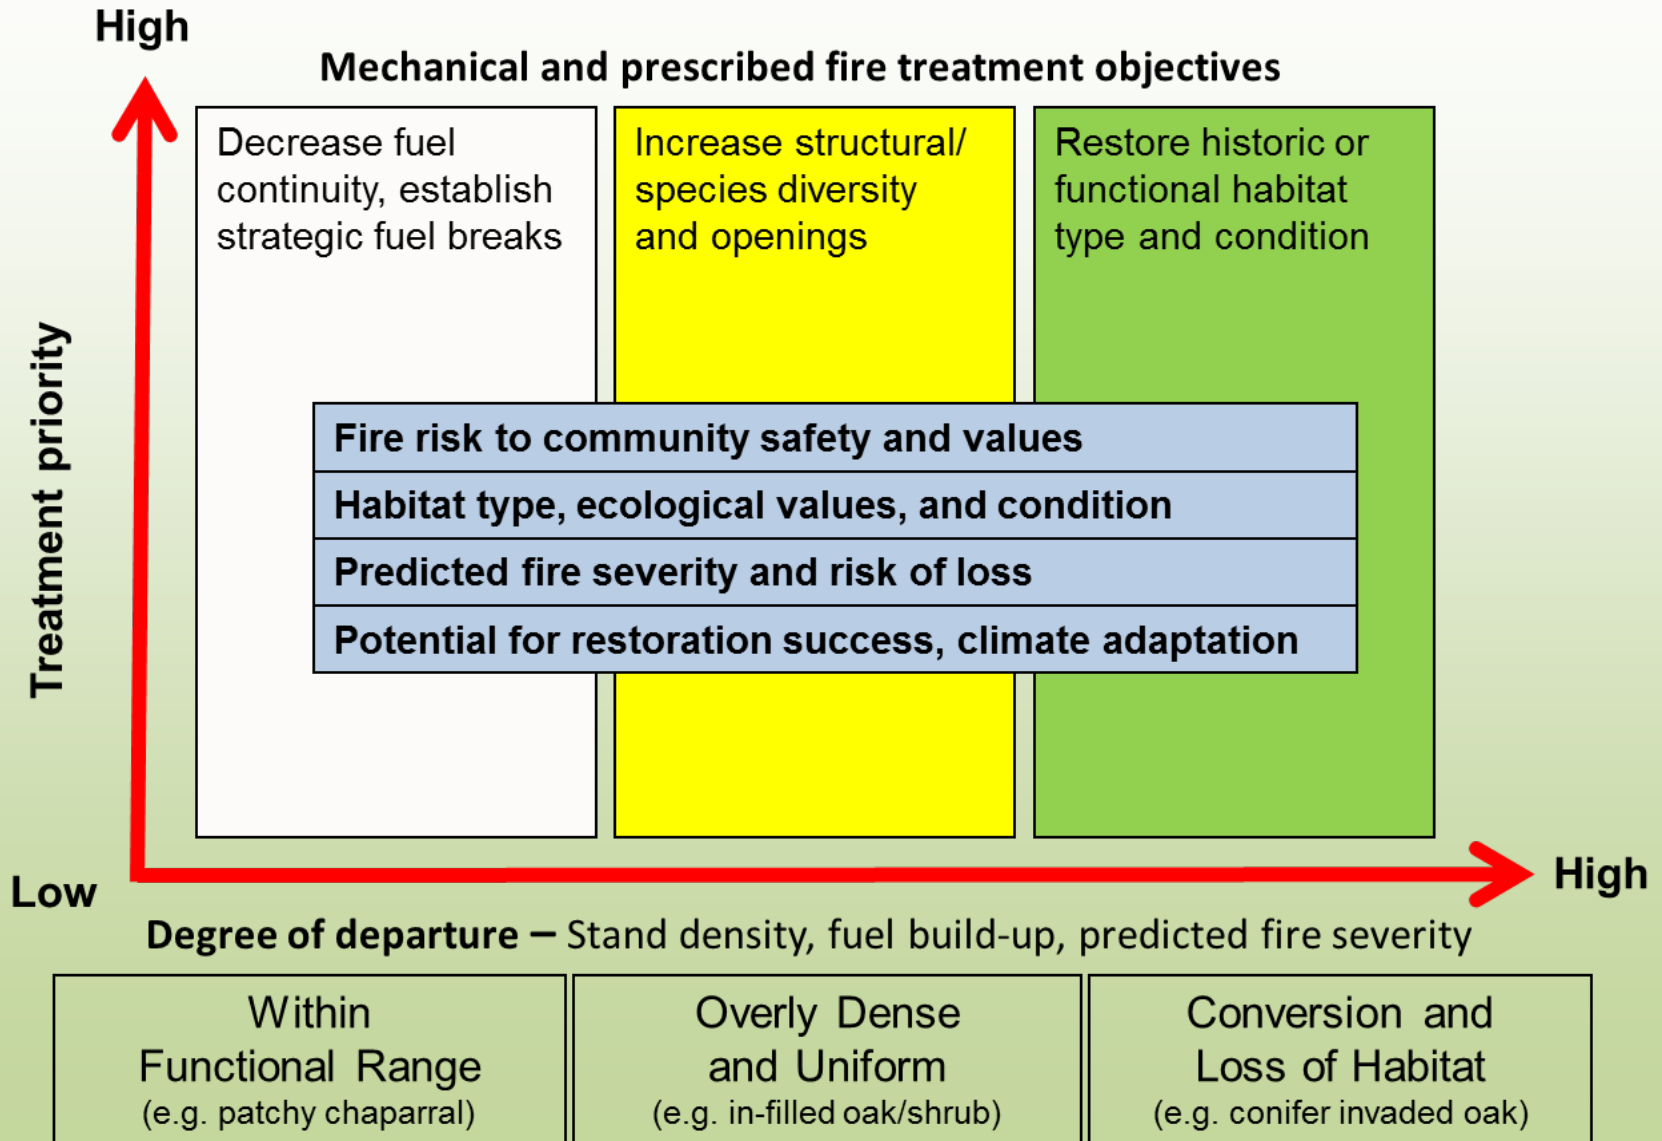 High
Mechanical and prescribed fire treatment objectives
Decrease fuel
continuity, establish
strategic fuel breaks
Increase structural/
species diversity
and openings
Restore historic or
functional habitat
type and condition
Treatment priority
Fire risk to community safety and values
Habitat type, ecological values, and condition
Predicted fire severity and risk of loss
Potential for restoration success, climate adaptation
Low
High
Degree of departure – Stand density, fuel build-up, predicted fire severity
Within
Functional Range
(e.g. patchy chaparral)
Overly Dense
and Uniform
(e.g. in-filled oak/shrub)
Conversion and
Loss of Habitat
(e.g. conifer invaded oak)